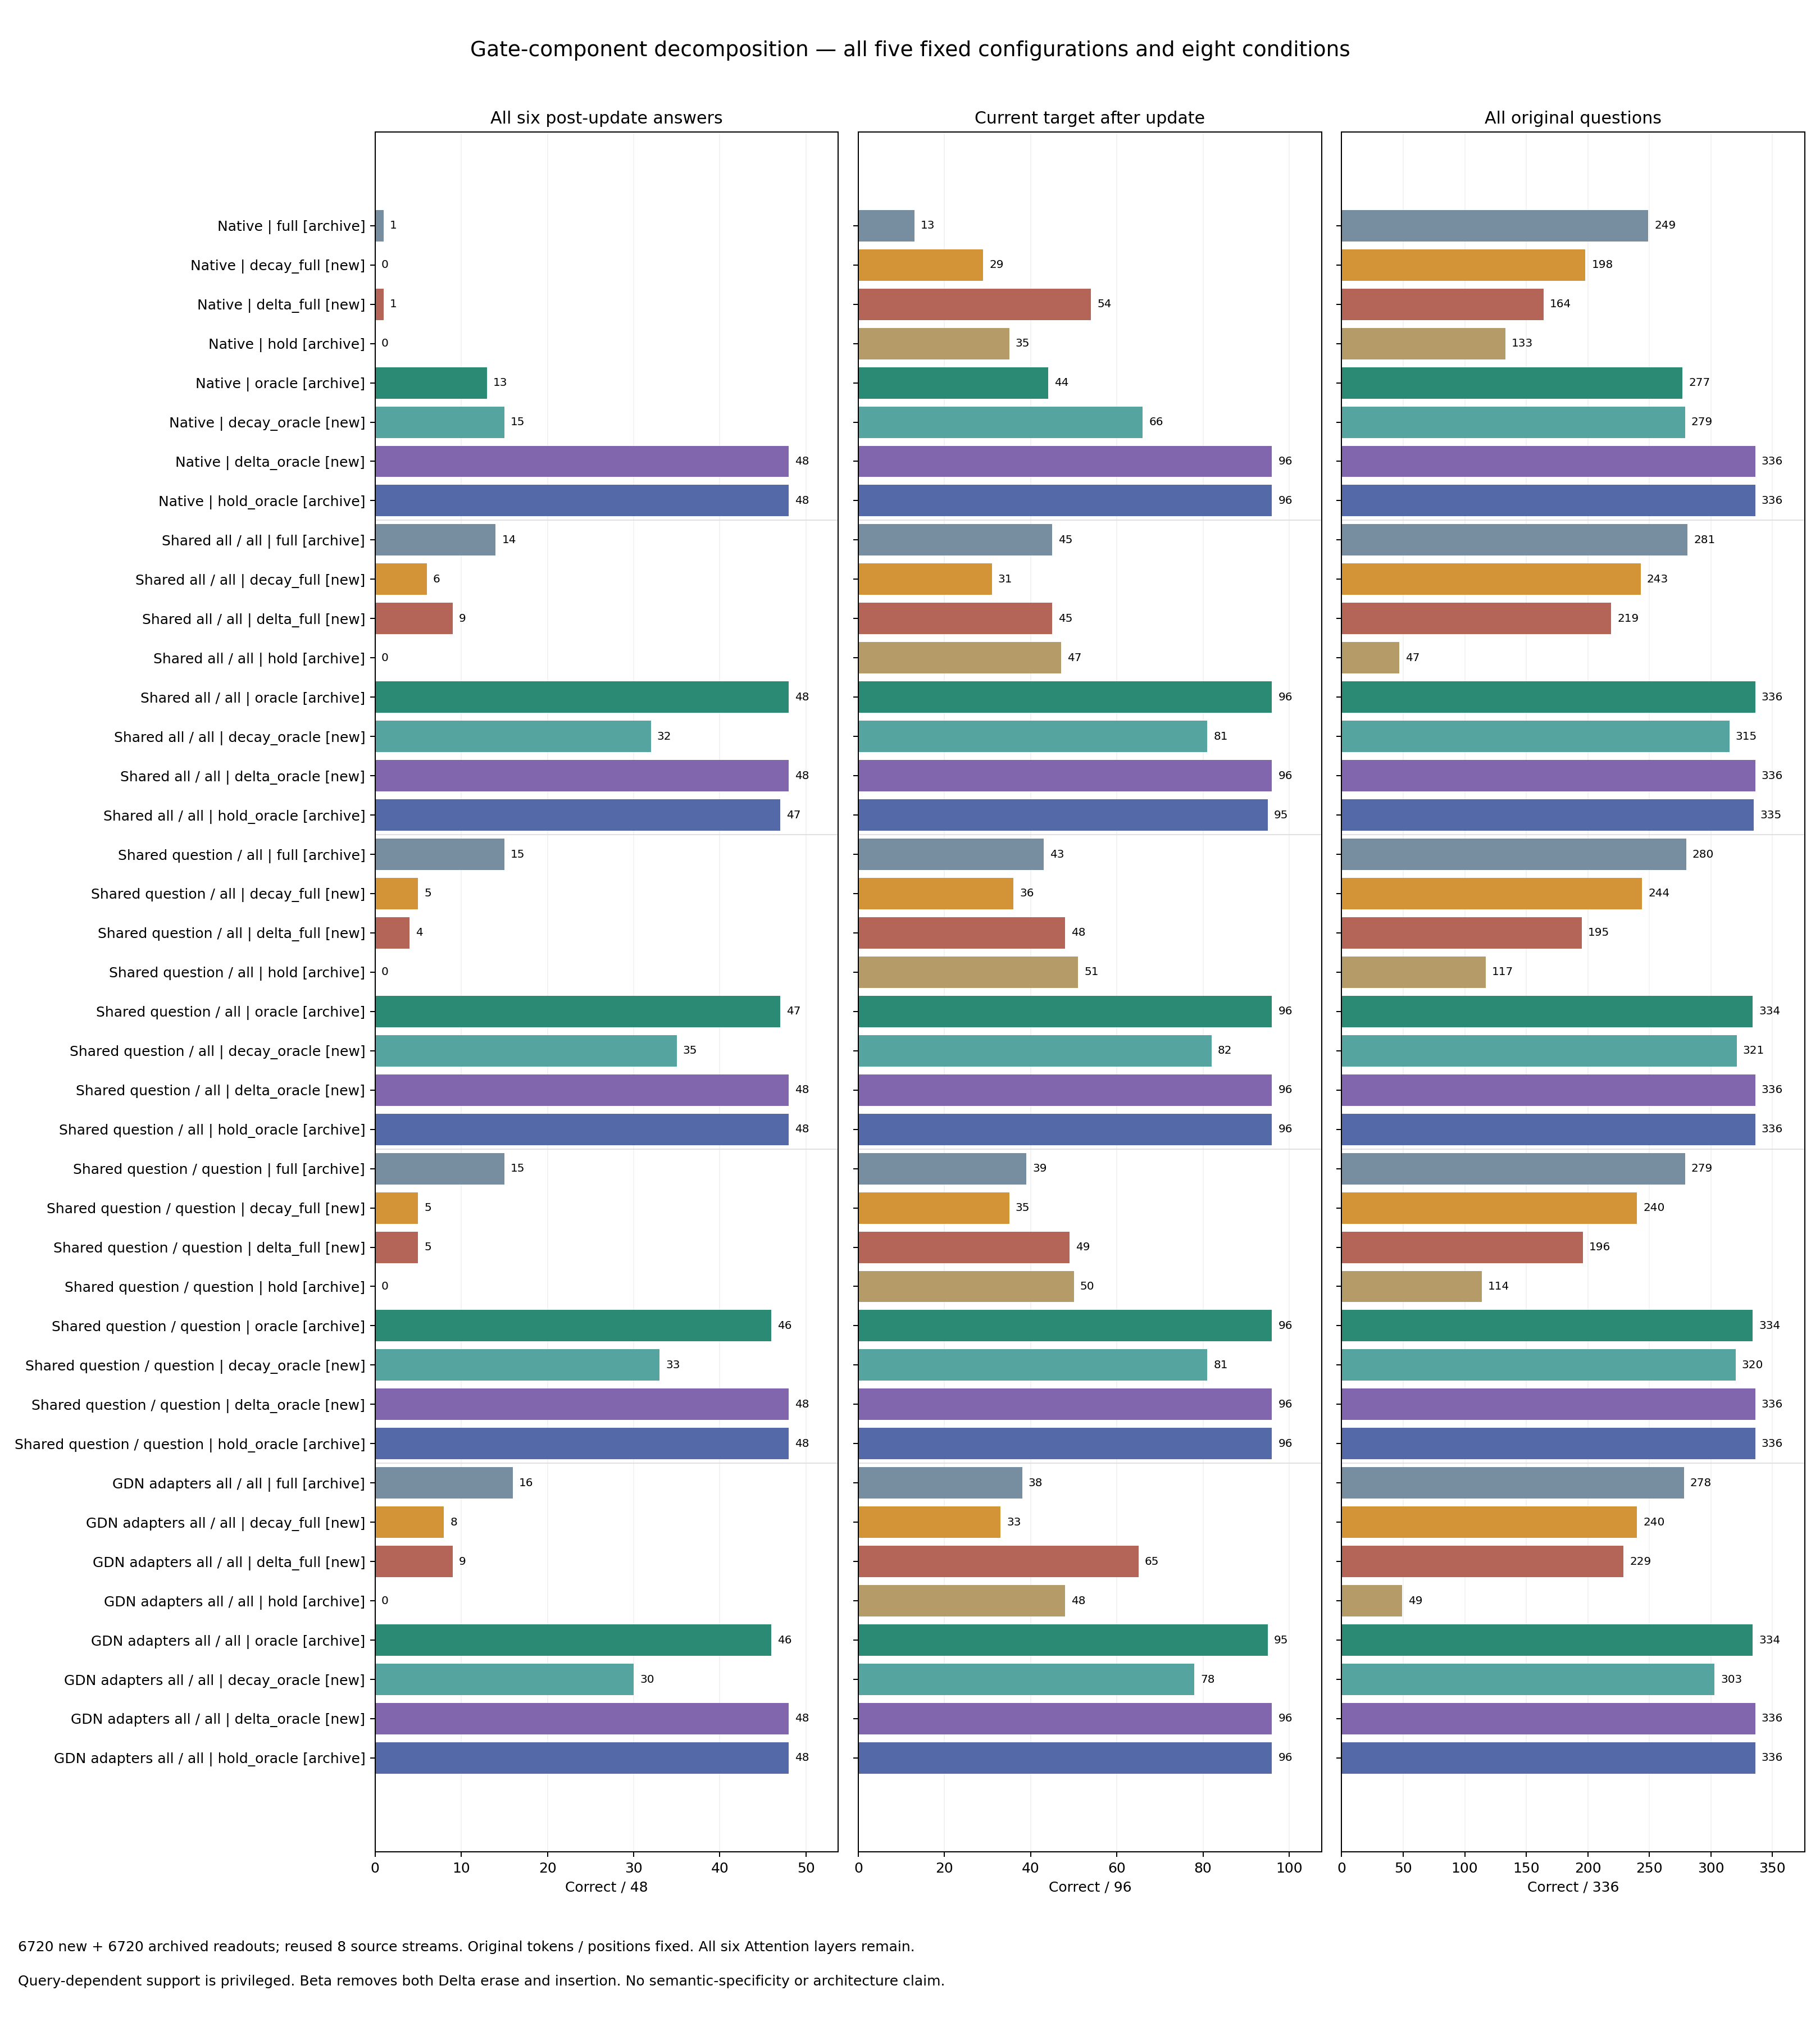 Gate-component decomposition — all five fixed configurations and eight conditions
All six post-update answers
Current target after update
All original questions
Native | full [archive] 1 13 249
Native | decay_full [new] 0 29 198
Native | delta_full [new] 1 54 164
Native | hold [archive] 0 35 133
Native | oracle [archive] 13 44 277
Native | decay_oracle [new] 15 66 279
Native | delta_oracle [new] 48 96 336
Native | hold_oracle [archive] 48 96 336
Shared all / all | full [archive] 14 45 281
Shared all / all | decay_full [new] 6 31 243
Shared all / all | delta_full [new] 9 45 219
Shared all / all | hold [archive] 0 47 47
Shared all / all | oracle [archive] 48 96 336
Shared all / all | decay_oracle [new] 32 81 315
Shared all / all | delta_oracle [new] 48 96 336
Shared all / all | hold_oracle [archive] 47 95 335
Shared question / all | full [archive] 15 43 280
Shared question / all | decay_full [new] 5 36 244
Shared question / all | delta_full [new] 4 48 195
Shared question / all | hold [archive] 0 51 117
Shared question / all | oracle [archive] 47 96 334
Shared question / all | decay_oracle [new] 35 82 321
Shared question / all | delta_oracle [new] 48 96 336
Shared question / all | hold_oracle [archive] 48 96 336
Shared question / question | full [archive] 15 39 279
Shared question / question | decay_full [new] 5 35 240
Shared question / question | delta_full [new] 5 49 196
Shared question / question | hold [archive] 0 50 114
Shared question / question | oracle [archive] 46 96 334
Shared question / question | decay_oracle [new] 33 81 320
Shared question / question | delta_oracle [new] 48 96 336
Shared question / question | hold_oracle [archive] 48 96 336
GDN adapters all / all | full [archive] 16 38 278
GDN adapters all / all | decay_full [new] 8 33 240
GDN adapters all / all | delta_full [new] 9 65 229
GDN adapters all / all | hold [archive] 0 48 49
GDN adapters all / all | oracle [archive] 46 95 334
GDN adapters all / all | decay_oracle [new] 30 78 303
GDN adapters all / all | delta_oracle [new] 48 96 336
GDN adapters all / all | hold_oracle [archive] 48 96 336
0 10 20 30 40 50
0 20 40 60 80 100
0 50 100 150 200 250 300 350
Correct / 48
Correct / 96
Correct / 336
6720 new + 6720 archived readouts; reused 8 source streams. Original tokens / positions fixed. All six Attention layers remain.
Query-dependent support is privileged. Beta removes both Delta erase and insertion. No semantic-specificity or architecture claim.